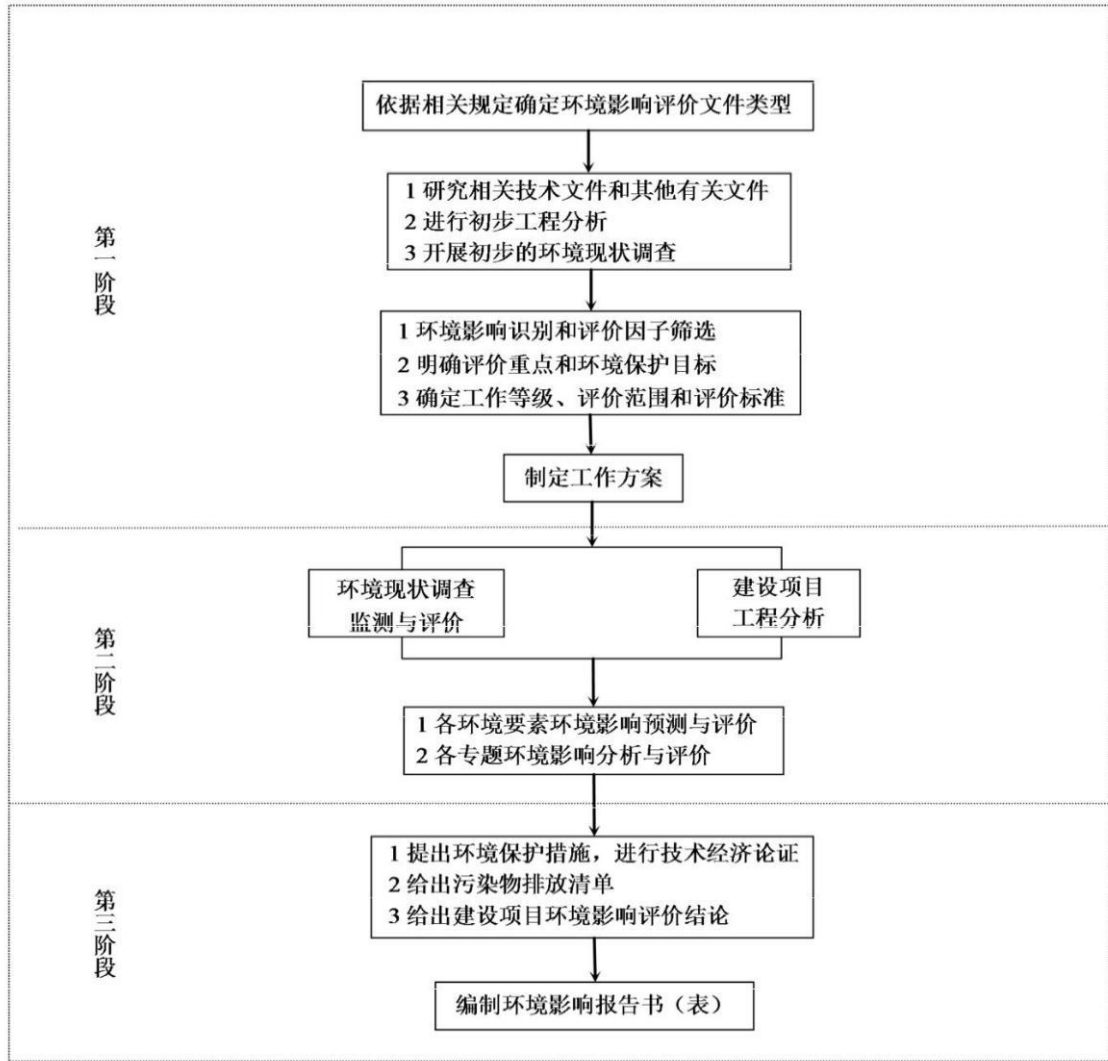 依据相关规定确定环境影响评价文件类型
1 研究相关技术文件和其他有关文件
2 进行初步工程分析
3 开展初步的环境现状调查
第一阶段
1 环境影响识别和评价因子筛选
2 明确评价重点和环境保护目标
3 确定工作等级、评价范围和评价标准
制定工作方案
环境现状调查
监测与评价
建设项目
工程分析
第二阶段
1 各环境要素环境影响预测与评价
2 各专题环境影响分析与评价
1 提出环境保护措施，进行技术经济论证
2 给出污染物排放清单
3 给出建设项目环境影响评价结论
第三阶段
编制环境影响报告书（表）